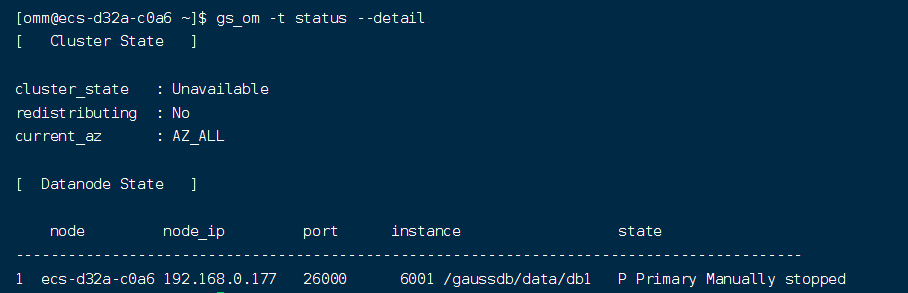 [omm@ecs-d32a-c0a6 ~]$ gs_om -t status --detail
[   Cluster State   ]
cluster_state   : Unavailable
redistributing  : No
current_az      : AZ_ALL
[  Datanode State   ]
    node         node_ip         port      instance                  state
------------------------------------------------------------------------------------------
1  ecs-d32a-c0a6 192.168.0.177   26000      6001 /gaussdb/data/db1   P Primary Manually stopped